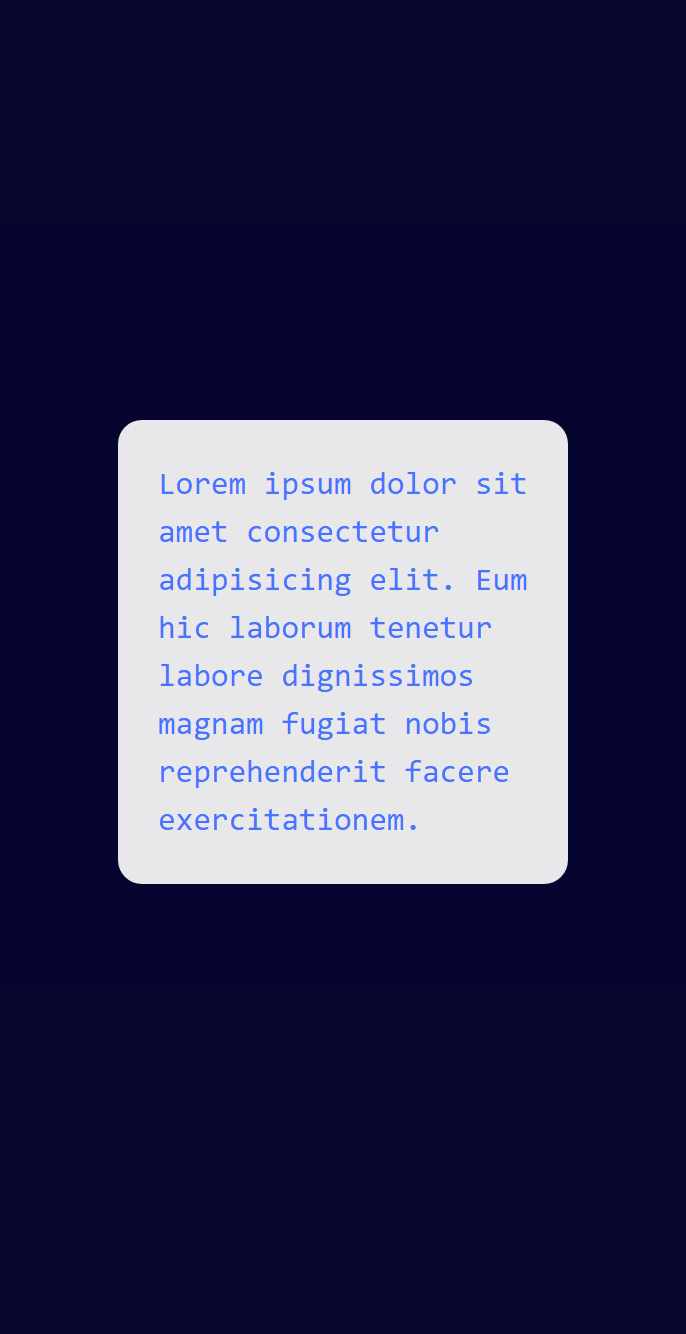 Lorem ipsum dolor sit
amet consectetur
adipisicing elit. Eum
hic laborum tenetur
labore dignissimos
magnam fugiat nobis
reprehenderit facere
exercitationem.